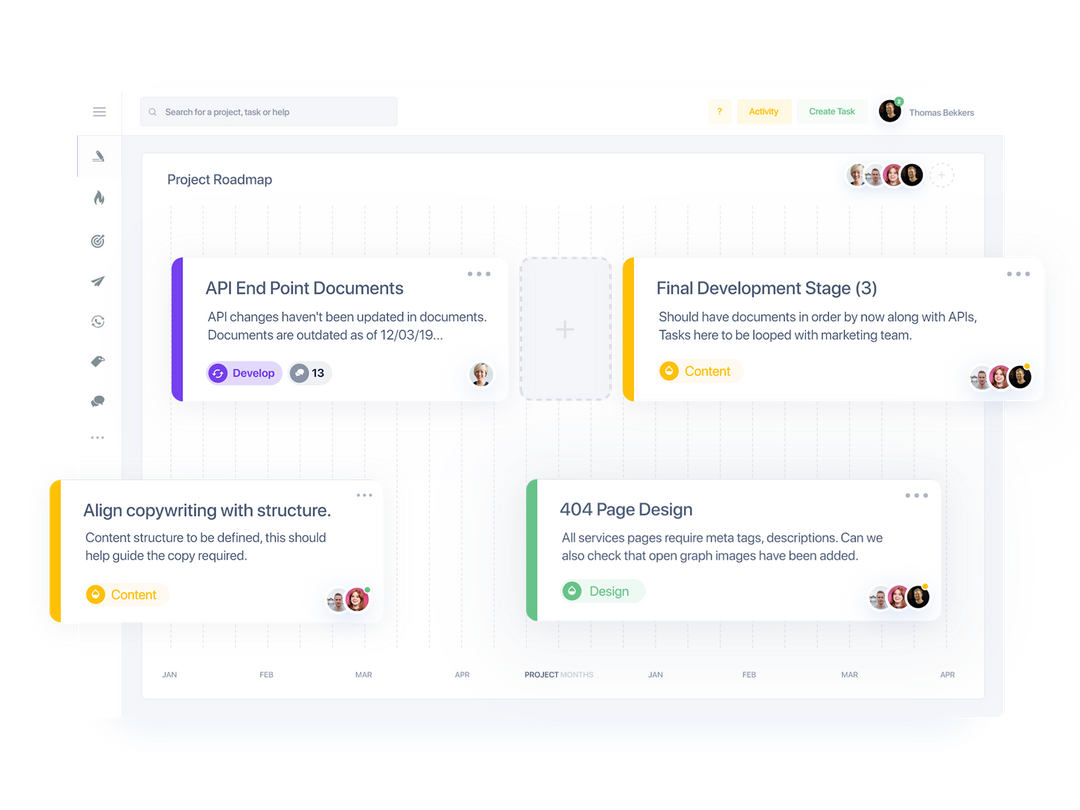 Search for a project, task or help
?
Activity
Create Task
3
Thomas Bekkers
Project Roadmap
API End Point Documents
API changes haven't been updated in documents.
Documents are outdated as of 12/03/19...
Develop
13
Final Development Stage (3)
Should have documents in order by now along with APIs,
Tasks here to be looped with marketing team.
Content
Align copywriting with structure.
Content structure to be defined, this should
help guide the copy required.
Content
404 Page Design
All services pages require meta tags, descriptions. Can we
also check that open graph images have been added.
Design
JAN FEB MAR APR PROJECT MONTHS JAN FEB MAR APR